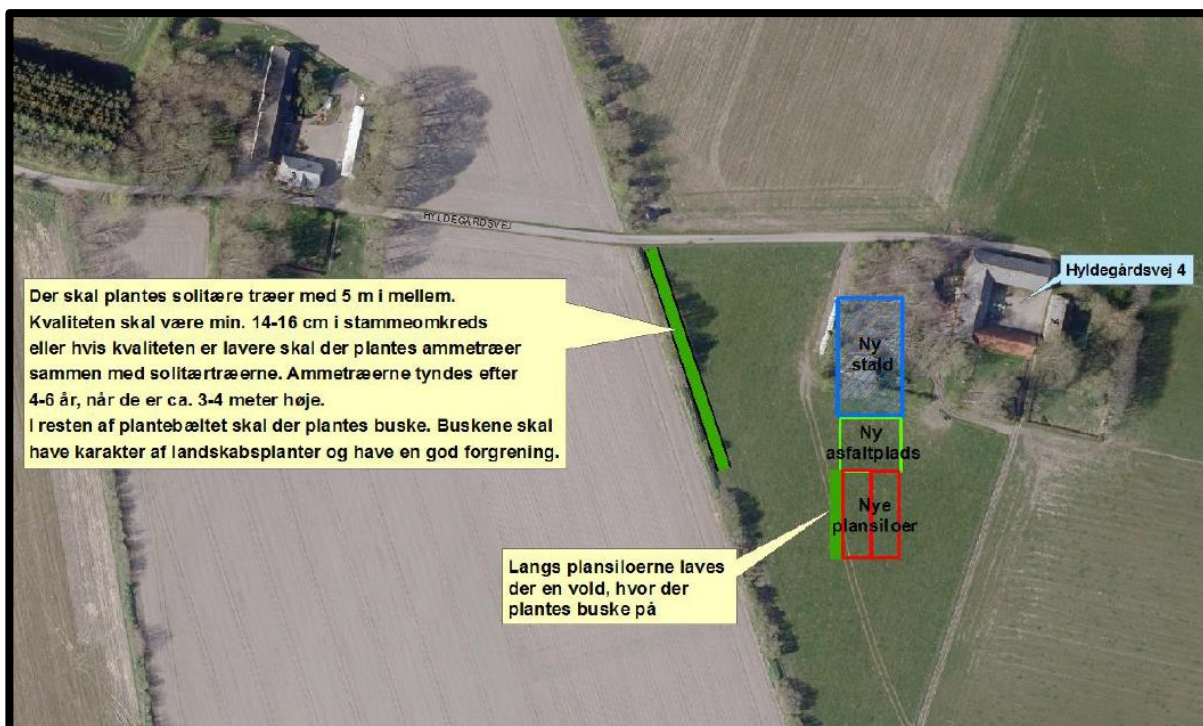 HYLDEGÅRDSVEJ
Hyldegårdsvej 4
Der skal plantes solitære træer med 5 m i mellem.
Kvaliteten skal være min. 14-16 cm i stammeomkreds
eller hvis kvaliteten er lavere skal der plantes ammetræer
sammen med solitærtræerne. Ammetræerne tyndes efter
4-6 år, når de er ca. 3-4 meter høje.
I resten af plantebæltet skal der plantes buske. Buskene skal
have karakter af landskabsplanter og have en god forgrening.
Ny
stald
Ny
asfaltplads
Nye
plansiloer
Langs plansiloerne laves
der en vold, hvor der
plantes buske på